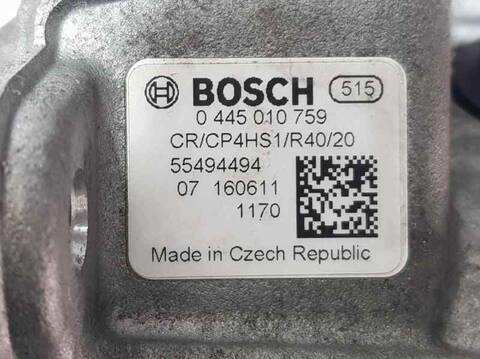 BOSCH 515
0 445 010 759
CR/CP4HS1/R40/20
55494494
07 160611
1170
Made in Czech Republic